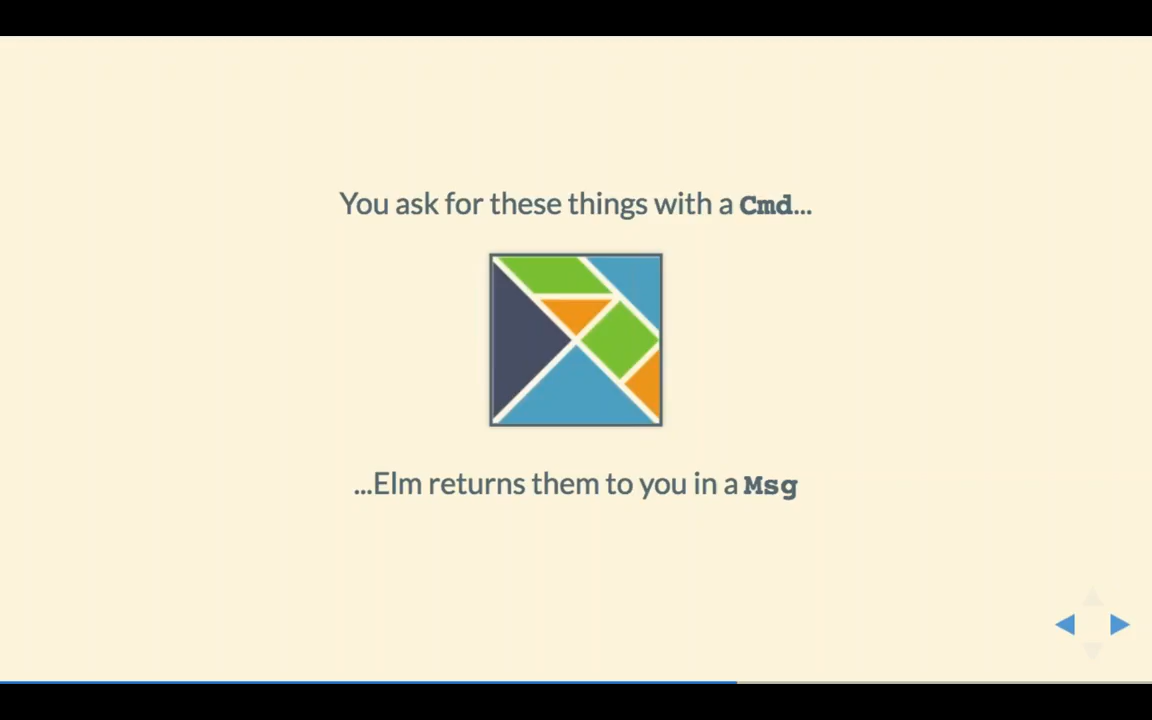 You ask for these things with a Cmd...
...Elm returns them to you in a Msg